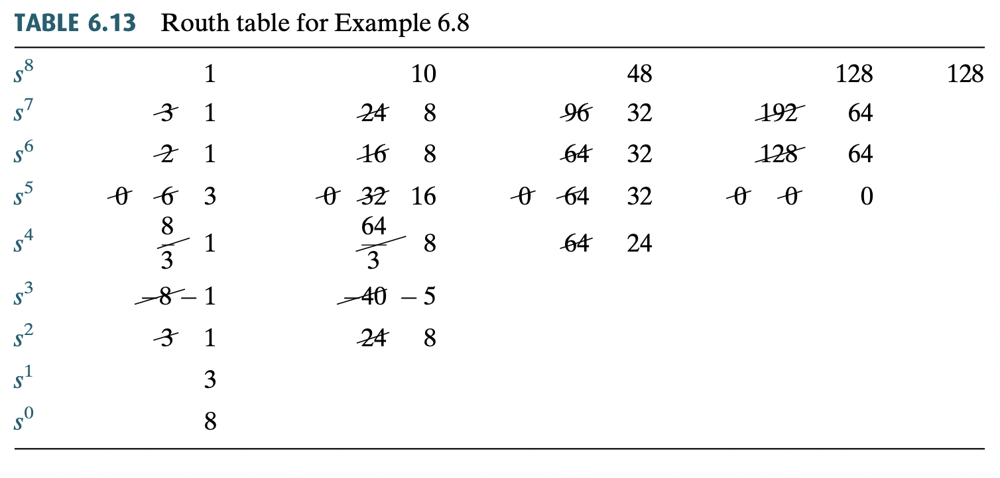 TABLE 6.13 Routh table for Example 6.8
s^8 1 10 48 128 128
s^7 ~~3~~ 1 ~~24~~ 8 ~~96~~ 32 ~~192~~ 64
s^6 ~~2~~ 1 ~~16~~ 8 ~~64~~ 32 ~~128~~ 64
s^5 ~~0~~ ~~6~~ 3 ~~0~~ ~~32~~ 16 ~~0~~ ~~64~~ 32 ~~0~~ ~~0~~ 0
s^4 ~~8/3~~ 1 ~~64/3~~ 8 ~~64~~ 24
s^3 ~~−8~~ − 1 ~~−40~~ − 5
s^2 ~~3~~ 1 ~~24~~ 8
s^1 3
s^0 8